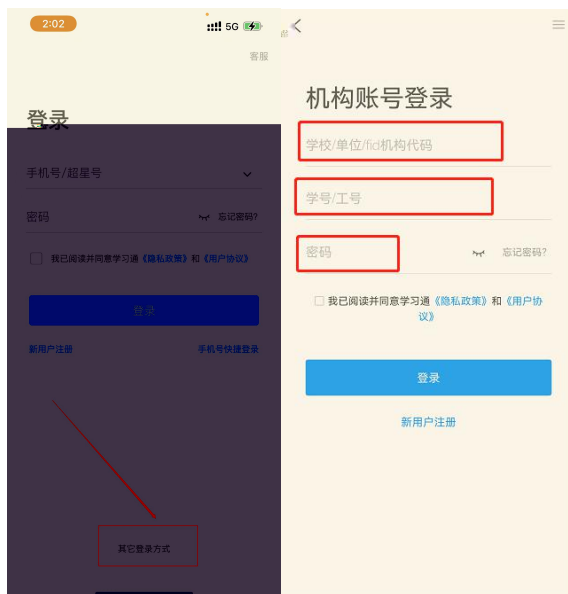 2:02
5G
客服
登录
手机号/超星号
密码
忘记密码?
我已阅读并同意学习通《隐私政策》和《用户协议》
登录
新用户注册
手机号快捷登录
其它登录方式
机构账号登录
学校/单位/fid机构代码
学号/工号
密码
忘记密码?
我已阅读并同意学习通《隐私政策》和《用户协
议》
登录
新用户注册